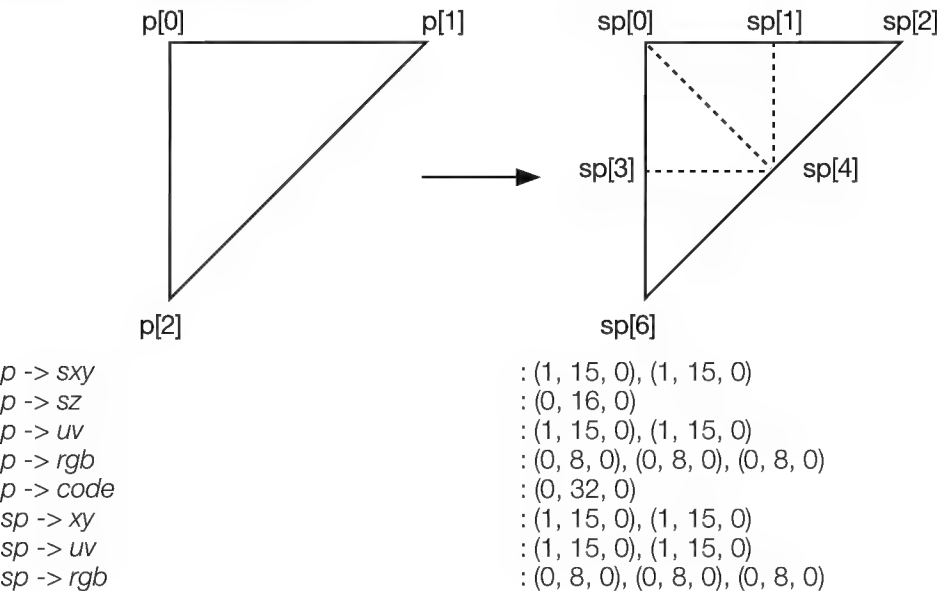 p[0] p[1] sp[0] sp[1] sp[2]
sp[3] sp[4]
p[2] sp[6]
p -> sxy : (1, 15, 0), (1, 15, 0)
p -> sz : (0, 16, 0)
p -> uv : (1, 15, 0), (1, 15, 0)
p -> rgb : (0, 8, 0), (0, 8, 0), (0, 8, 0)
p -> code : (0, 32, 0)
sp -> xy : (1, 15, 0), (1, 15, 0)
sp -> uv : (1, 15, 0), (1, 15, 0)
sp -> rgb : (0, 8, 0), (0, 8, 0), (0, 8, 0)